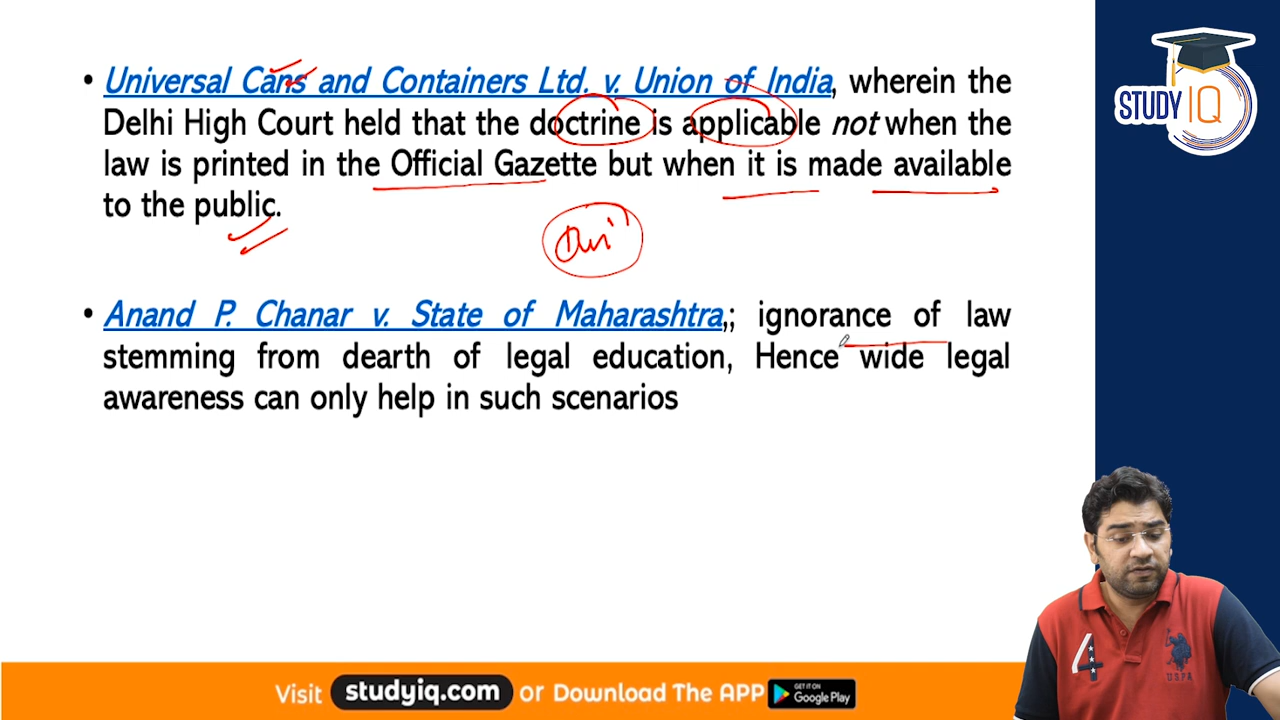 • Universal Cans and Containers Ltd. v. Union of India, wherein the
Delhi High Court held that the doctrine is applicable not when the
law is printed in the Official Gazette but when it is made available
to the public.
• Anand P. Chanar v. State of Maharashtra,; ignorance of law
stemming from dearth of legal education, Hence wide legal
awareness can only help in such scenarios
STUDY IQ
4
USPA
Visit studyiq.com or Download The APP GET IT ON Google Play